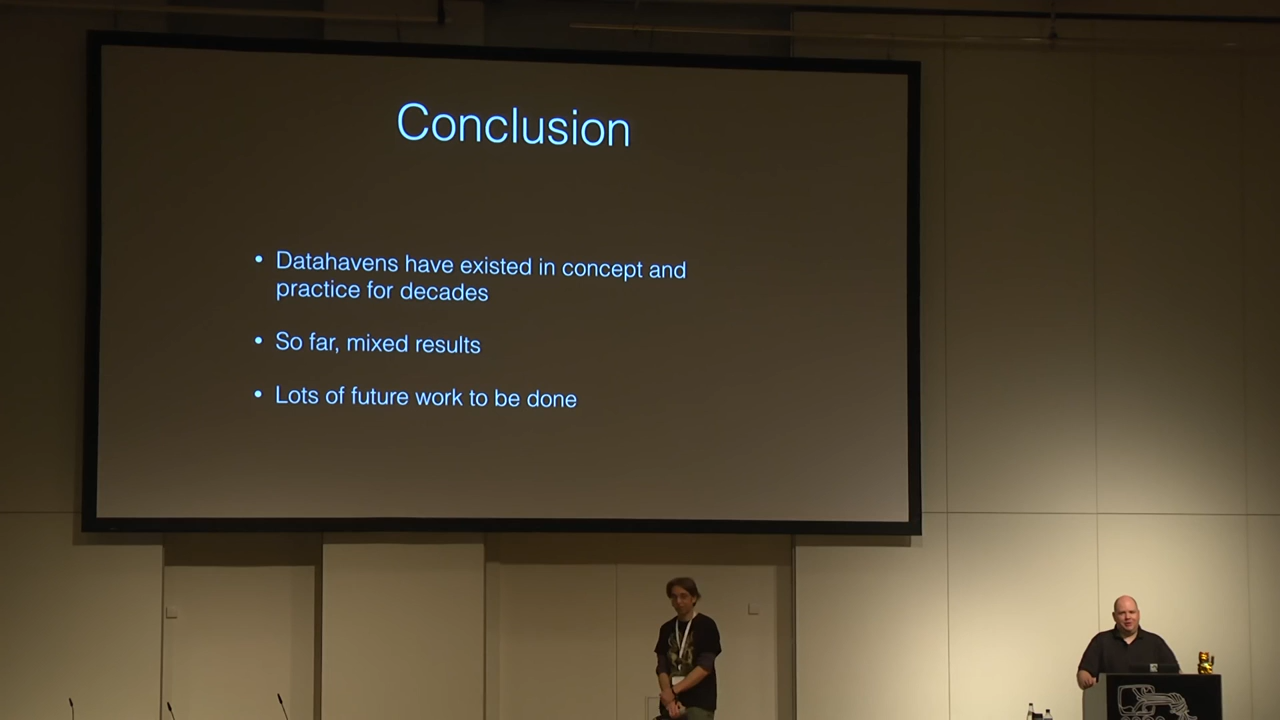 Conclusion
• Datahavens have existed in concept and
practice for decades
• So far, mixed results
• Lots of future work to be done